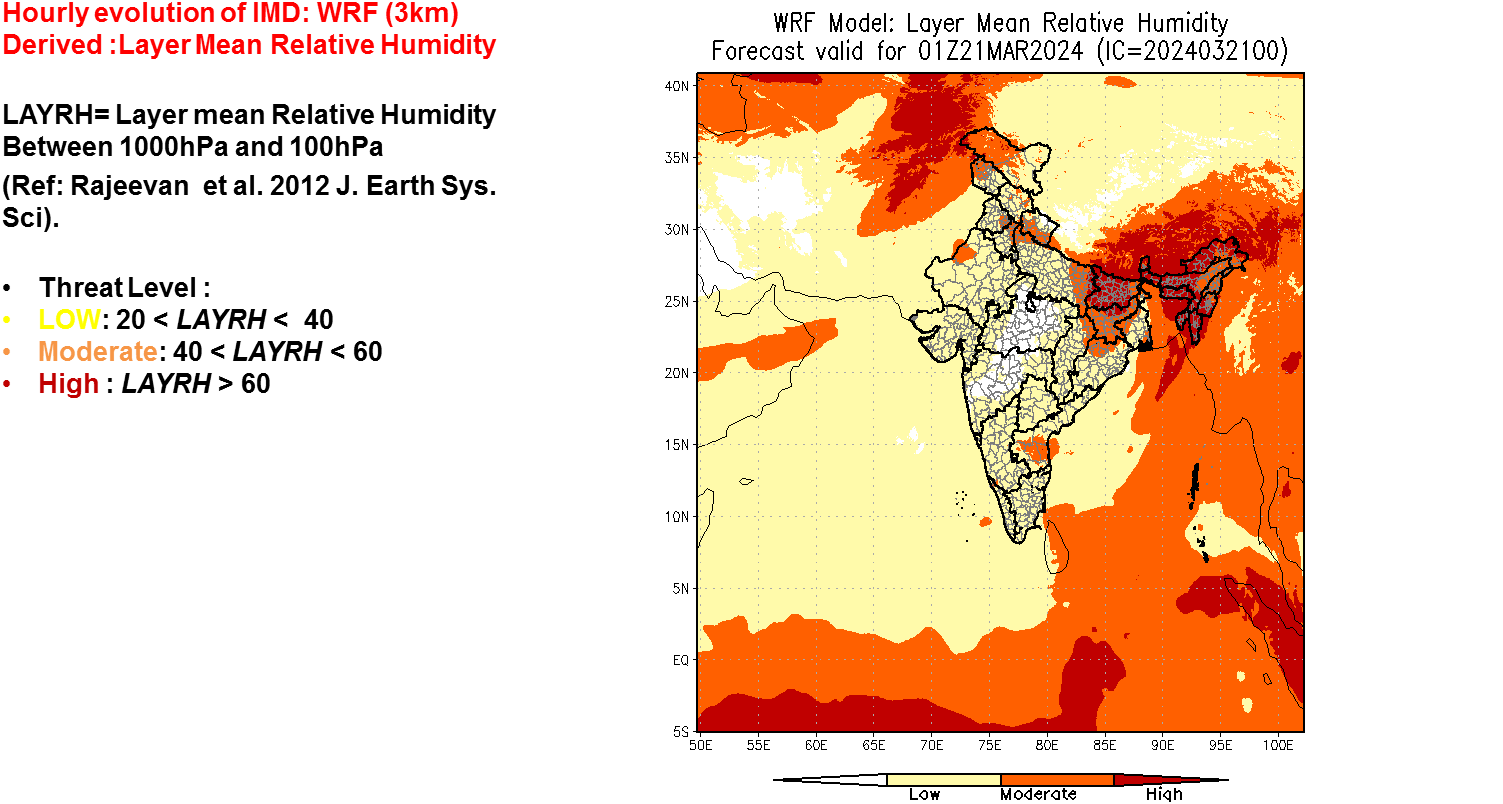 Hourly evolution of IMD: WRF (3km)
Derived :Layer Mean Relative Humidity
LAYRH= Layer mean Relative Humidity
Between 1000hPa and 100hPa
(Ref: Rajeevan et al. 2012 J. Earth Sys.
Sci).
• Threat Level :
• LOW: 20 < LAYRH < 40
• Moderate: 40 < LAYRH < 60
• High : LAYRH > 60
WRF Model: Layer Mean Relative Humidity
Forecast valid for 01Z21MAR2024 (IC=2024032100)
40N
35N
30N
25N
20N
15N
10N
5N
EQ
5S
50E 55E 60E 65E 70E 75E 80E 85E 90E 95E 100E
Low Moderate High